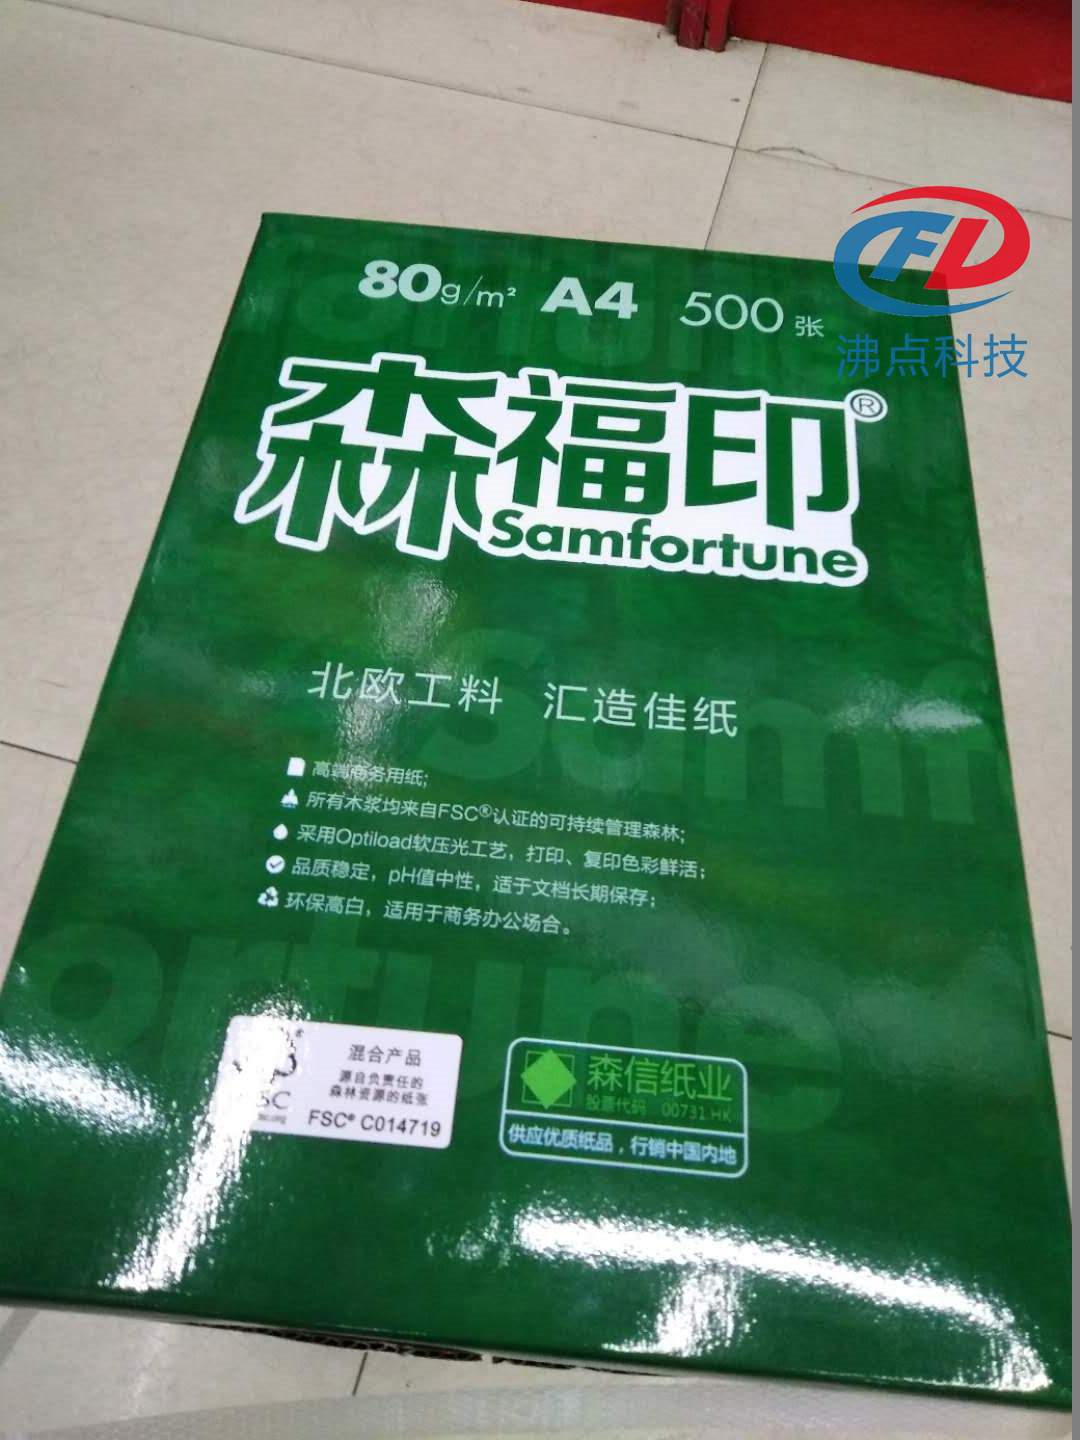 80g/m² A4 500张
FL
沸点科技
森福印®
Samfortune
北欧工料 汇造佳纸
高端商务用纸;
所有木浆均来自FSC®认证的可持续管理森林;
采用Optiload软压光工艺，打印、复印色彩鲜活;
品质稳定，pH值中性，适于文档长期保存;
环保高白，适用于商务办公场合。
混合产品
源自负责任的
森林资源的纸张
FSC® C014719
森信纸业
股票代码 00731.HK
供应优质纸品，行销中国内地